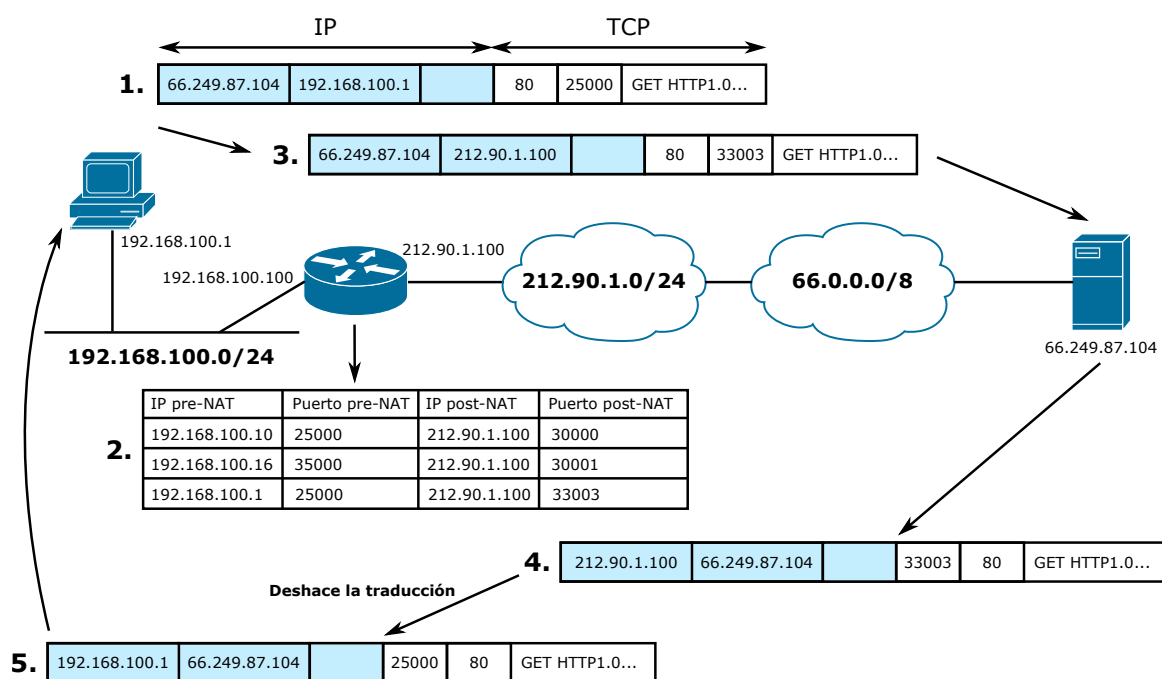 IP TCP
1. 66.249.87.104 192.168.100.1 80 25000 GET HTTP1.0...
3. 66.249.87.104 212.90.1.100 80 33003 GET HTTP1.0...
192.168.100.1
212.90.1.100
192.168.100.100
212.90.1.0/24 66.0.0.0/8
66.249.87.104
192.168.100.0/24
2.
IP pre-NAT Puerto pre-NAT IP post-NAT Puerto post-NAT
192.168.100.10 25000 212.90.1.100 30000
192.168.100.16 35000 212.90.1.100 30001
192.168.100.1 25000 212.90.1.100 33003
4. 212.90.1.100 66.249.87.104 33003 80 GET HTTP1.0...
Deshace la traducción
5. 192.168.100.1 66.249.87.104 25000 80 GET HTTP1.0...